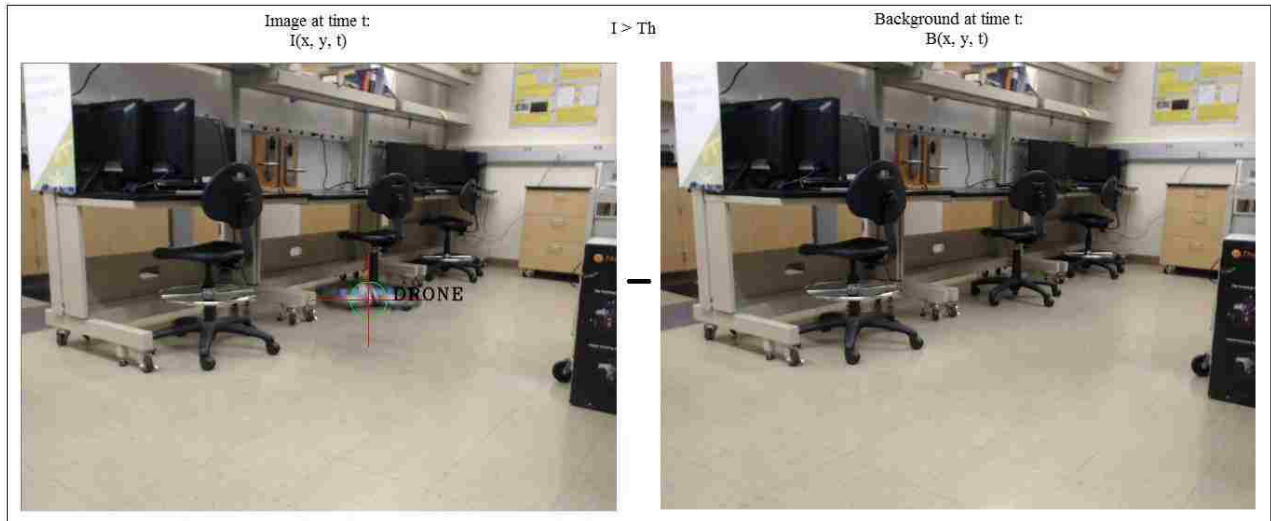 Image at time t:
I(x, y, t)
I > Th
Background at time t:
B(x, y, t)
DRONE